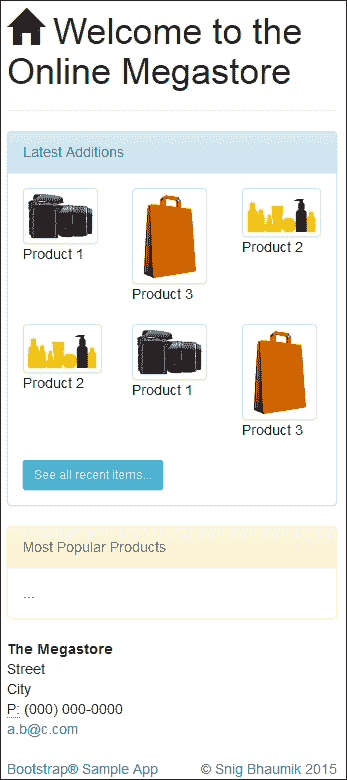 Welcome to the
Online Megastore
Latest Additions
Product 1
Product 3
Product 2
Product 2
Product 1
Product 3
See all recent items...
Most Popular Products
...
The Megastore
Street
City
P: (000) 000-0000
a.b@c.com
Bootstrap® Sample App © Snig Bhaumik 2015